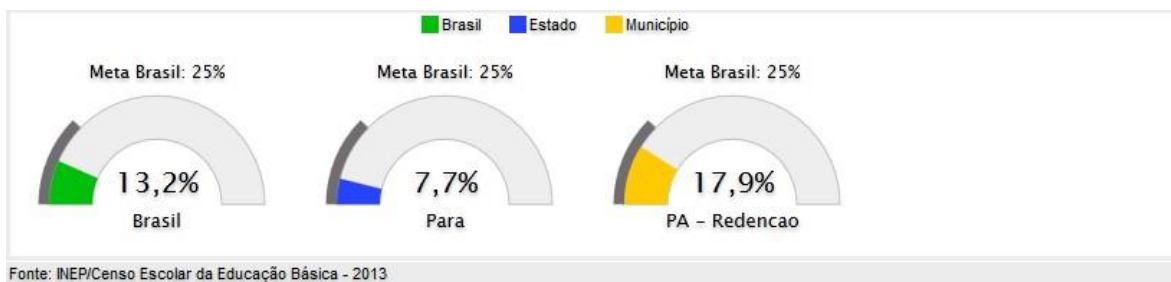 Brasil Estado Município
Meta Brasil: 25% Meta Brasil: 25% Meta Brasil: 25%
13,2% 7,7% 17,9%
Brasil Para PA - Redencao
Fonte: INEP/Censo Escolar da Educação Básica - 2013